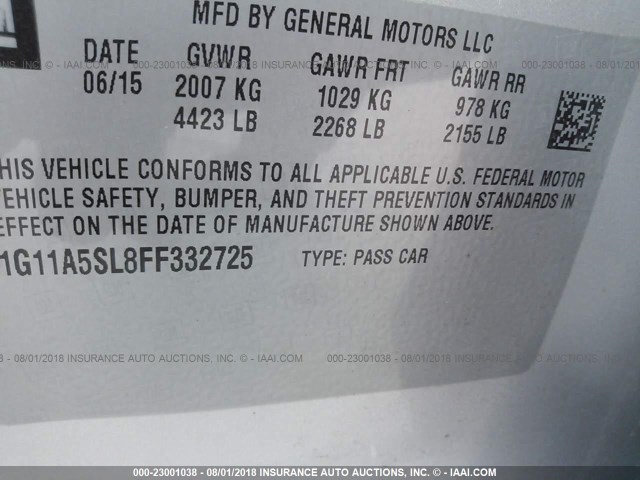 MFD BY GENERAL MOTORS LLC
DATE GVWR GAWR FRT GAWR RR
06/15 2007 KG 1029 KG 978 KG
4423 LB 2268 LB 2155 LB
HIS VEHICLE CONFORMS TO ALL APPLICABLE U.S. FEDERAL MOTOR
VEHICLE SAFETY, BUMPER, AND THEFT PREVENTION STANDARDS IN
EFFECT ON THE DATE OF MANUFACTURE SHOWN ABOVE.
1G11A5SL8FF332725 TYPE: PASS CAR
000-23001038 - 08/01/2018 INSURANCE AUTO AUCTIONS, INC. - ©IAAI.COM